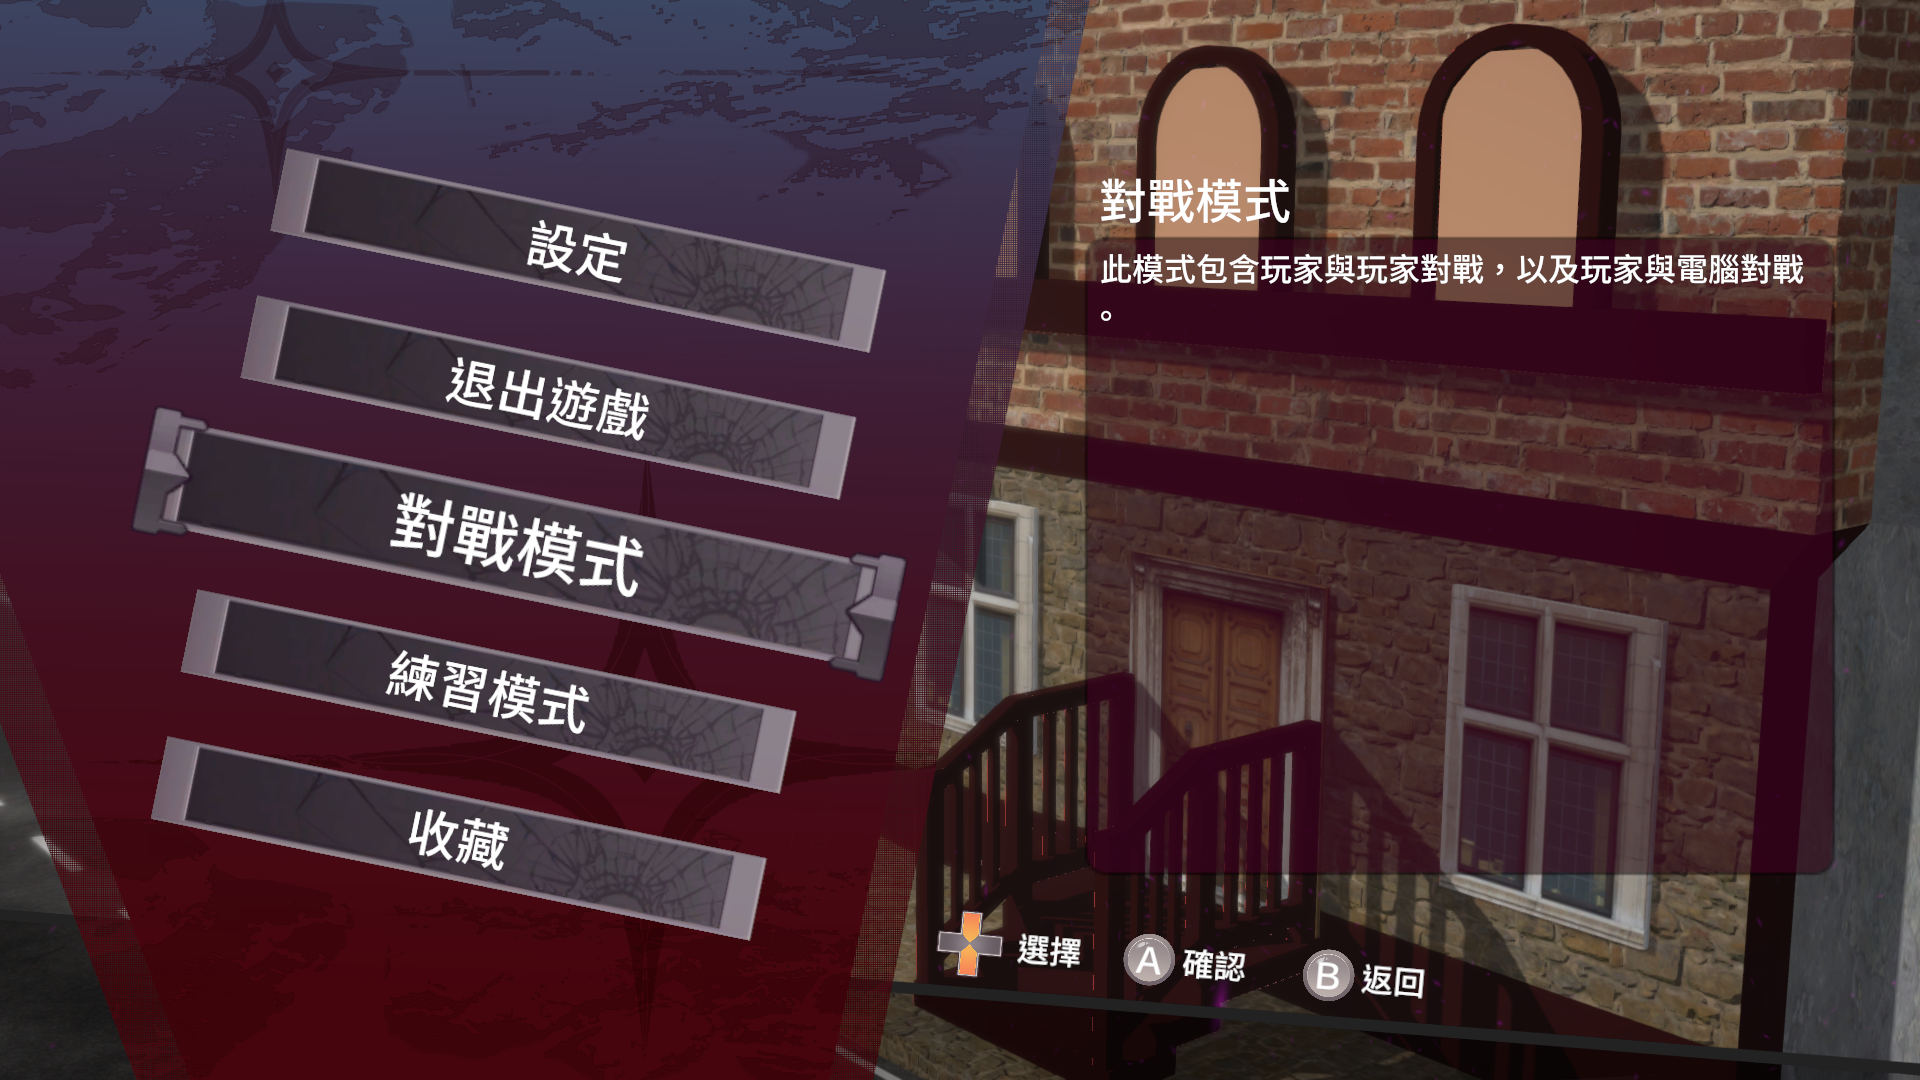 設定
退出遊戲
對戰模式
練習模式
收藏
對戰模式
此模式包含玩家與玩家對戰，以及玩家與電腦對戰
。
選擇 A 確認 B 返回